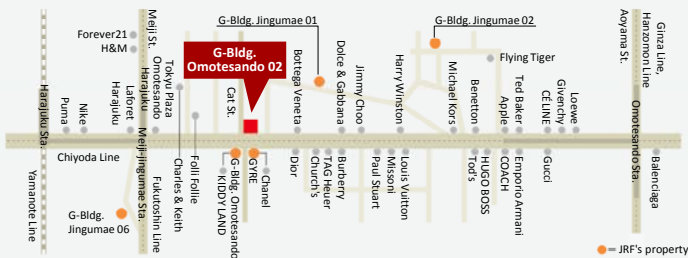 G-Bldg. Jingumae 01
G-Bldg. Jingumae 02
Forever21
H&M
Meiji St.
G-Bldg.
Omotesando 02
Flying Tiger
Aoyama St.
Ginza Line,
Hanzomon Line
Harajuku Sta.
Puma
Nike
Laforet
Harajuku
Harajuku
Tokyu Plaza
Omotesando
Cat St.
Bottega Veneta
Dolce & Gabbana
Jimmy Choo
Harry Winston
Michael Kors
Benetton
Apple
Ted Baker
CÉLINE
Givenchy
Loewe
Omotesando Sta.
Chiyoda Line
Yamanote Line
Meiji-jingumae Sta.
Fukutoshin Line
Charles & Keith
Folli Follie
KIDDY LAND
G-Bldg. Omotesando
GYRE
Chanel
Dior
Church's
TAG Heuer
Burberry
Paul Stuart
Missoni
Louis Vuitton
Tod's
HUGO BOSS
COACH
Emporio Armani
Gucci
Balenciaga
G-Bldg.
Jingumae 06
= JRF's property